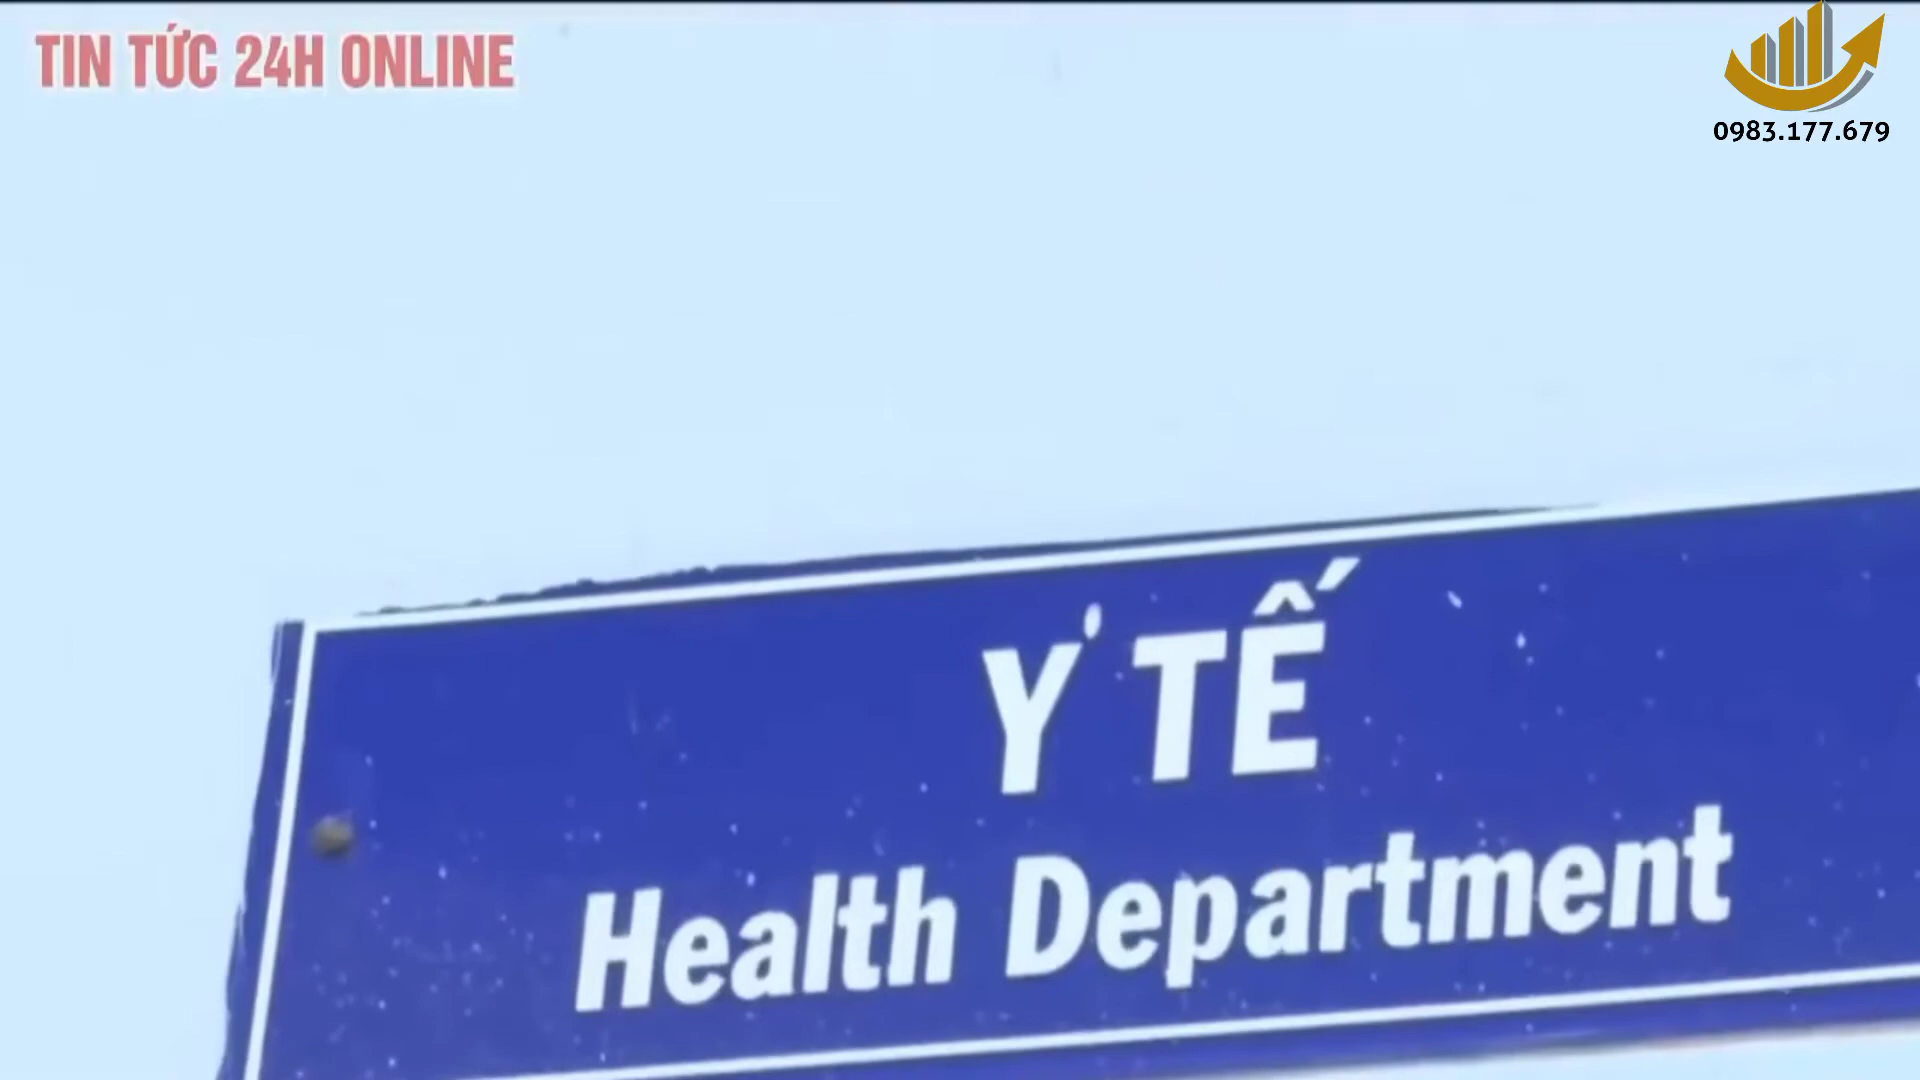 TIN TỨC 24H ONLINE
0983.177.679
Y TẾ
Health Department